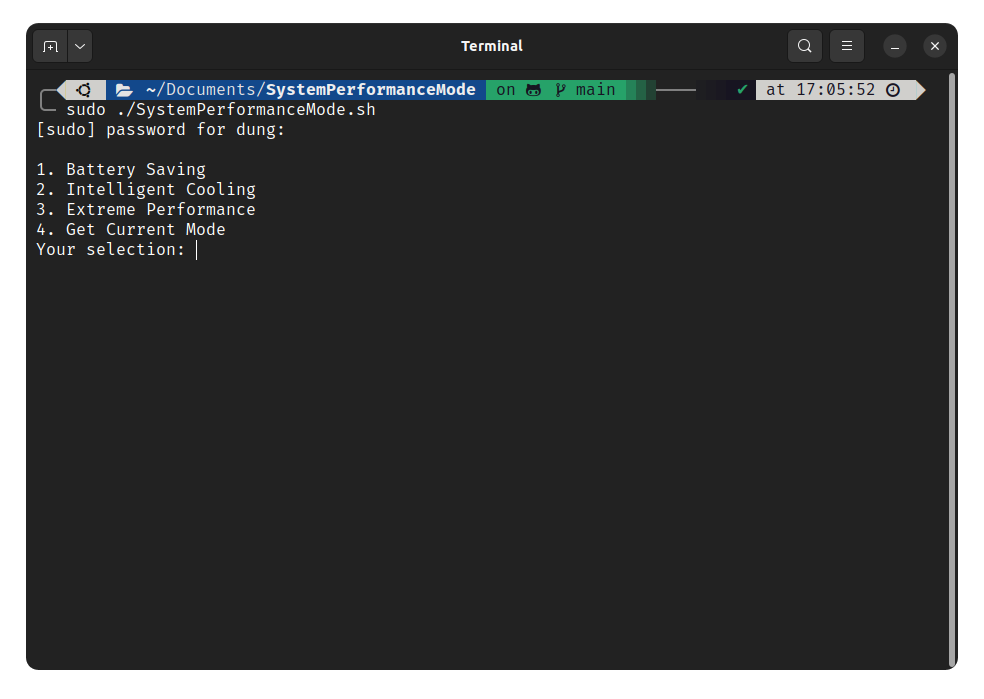 Terminal
~/Documents/SystemPerformanceMode on main ✔ at 17:05:52
sudo ./SystemPerformanceMode.sh
[sudo] password for dung:
1. Battery Saving
2. Intelligent Cooling
3. Extreme Performance
4. Get Current Mode
Your selection: